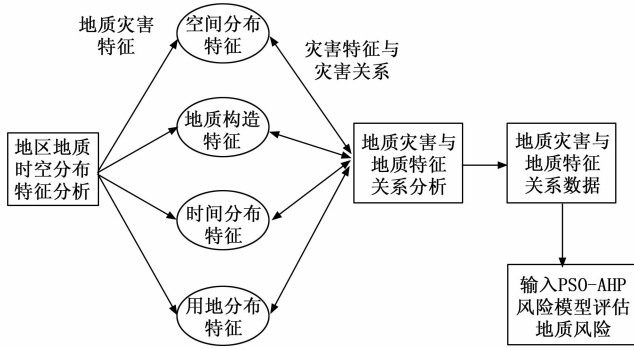 地质灾害
特征
空间分布
特征
灾害特征与
灾害关系
地质构造
特征
地区地质
时空分布
特征分析
地质灾害与
地质特征
关系分析
地质灾害与
地质特征
关系数据
时间分布
特征
用地分布
特征
输入PSO-AHP
风险模型评估
地质风险